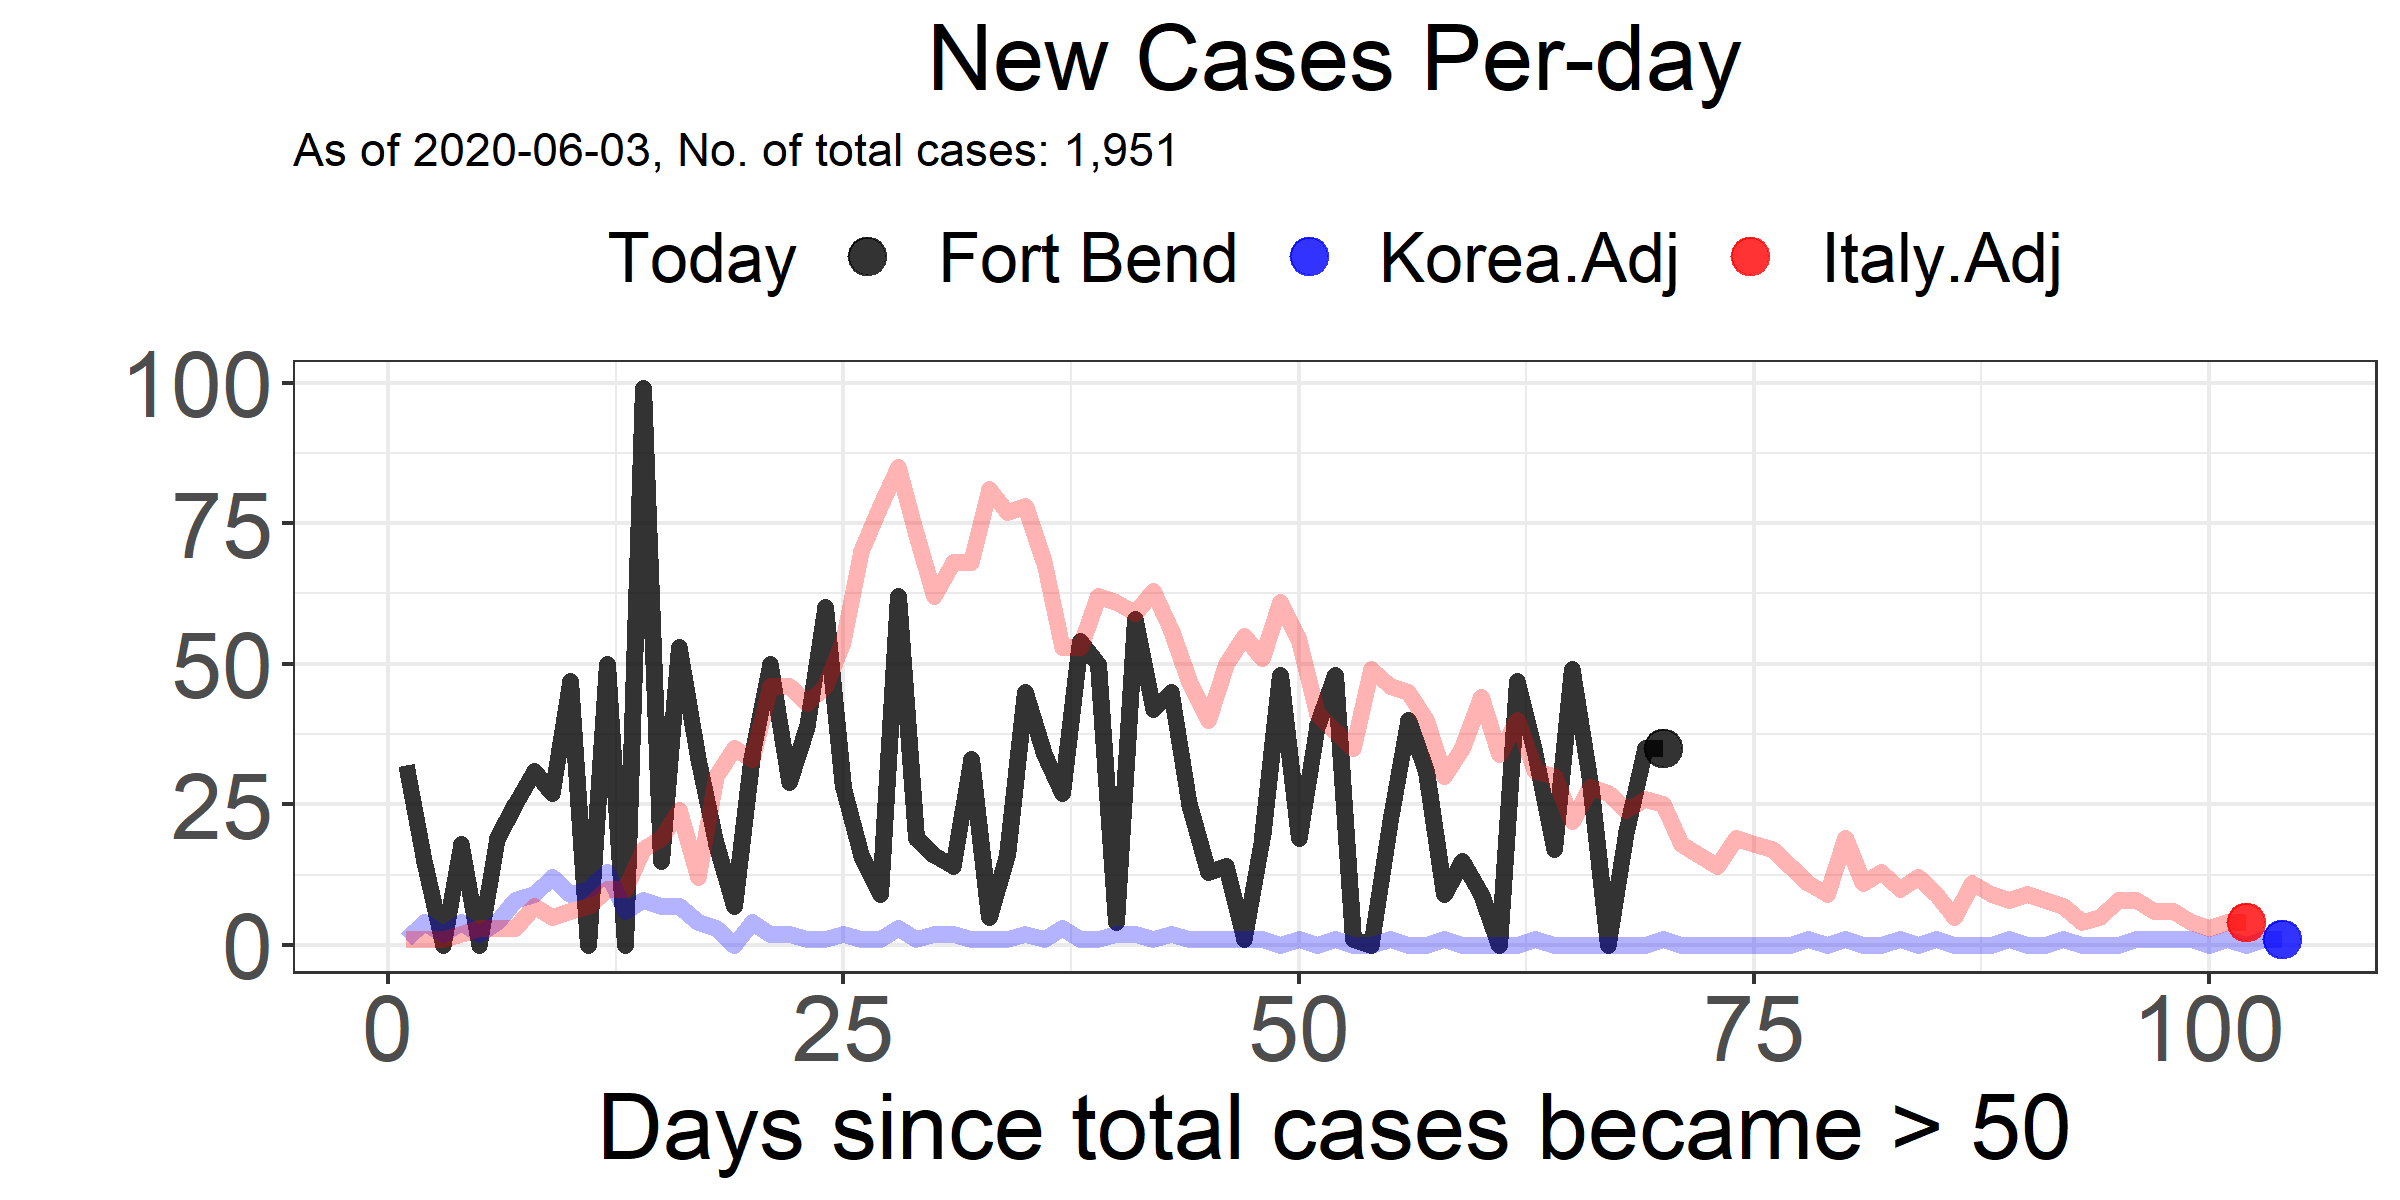 New Cases Per-day
As of 2020-06-03, No. of total cases: 1,951
Today Fort Bend Korea.Adj Italy.Adj
100
75
50
25
0
0 25 50 75 100
Days since total cases became > 50